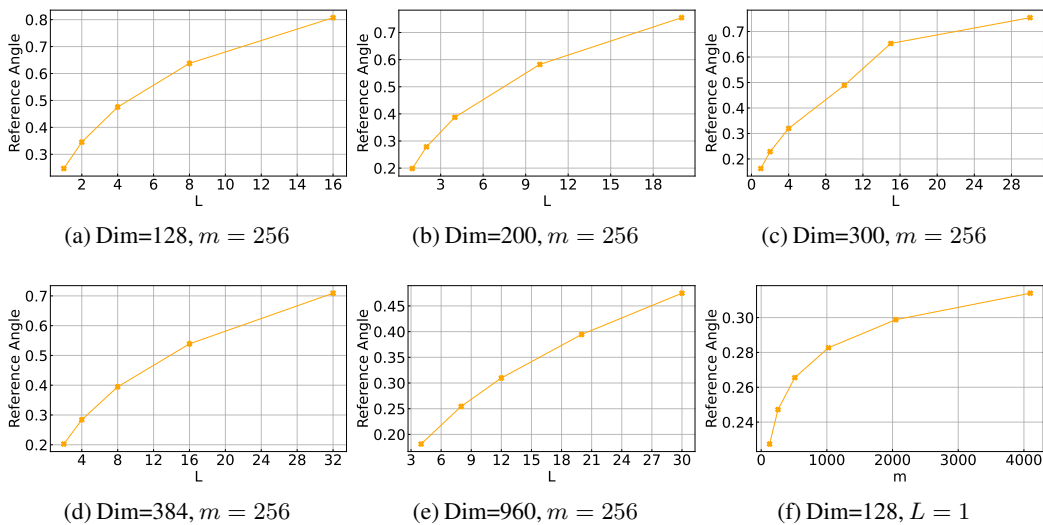 0.8
0.7
0.6
0.5
0.4
0.3
Reference Angle
2 4 6 8 10 12 14 16
L
(a) Dim=128, m = 256
0.7
0.6
0.5
0.4
0.3
0.2
Reference Angle
3 6 9 12 15 18
L
(b) Dim=200, m = 256
0.7
0.6
0.5
0.4
0.3
0.2
Reference Angle
0 4 8 12 16 20 24 28
L
(c) Dim=300, m = 256
0.7
0.6
0.5
0.4
0.3
0.2
Reference Angle
4 8 12 16 20 24 28 32
L
(d) Dim=384, m = 256
0.45
0.40
0.35
0.30
0.25
0.20
Reference Angle
3 6 9 12 15 18 21 24 27 30
L
(e) Dim=960, m = 256
0.30
0.28
0.26
0.24
Reference Angle
0 1000 2000 3000 4000
m
(f) Dim=128, L = 1